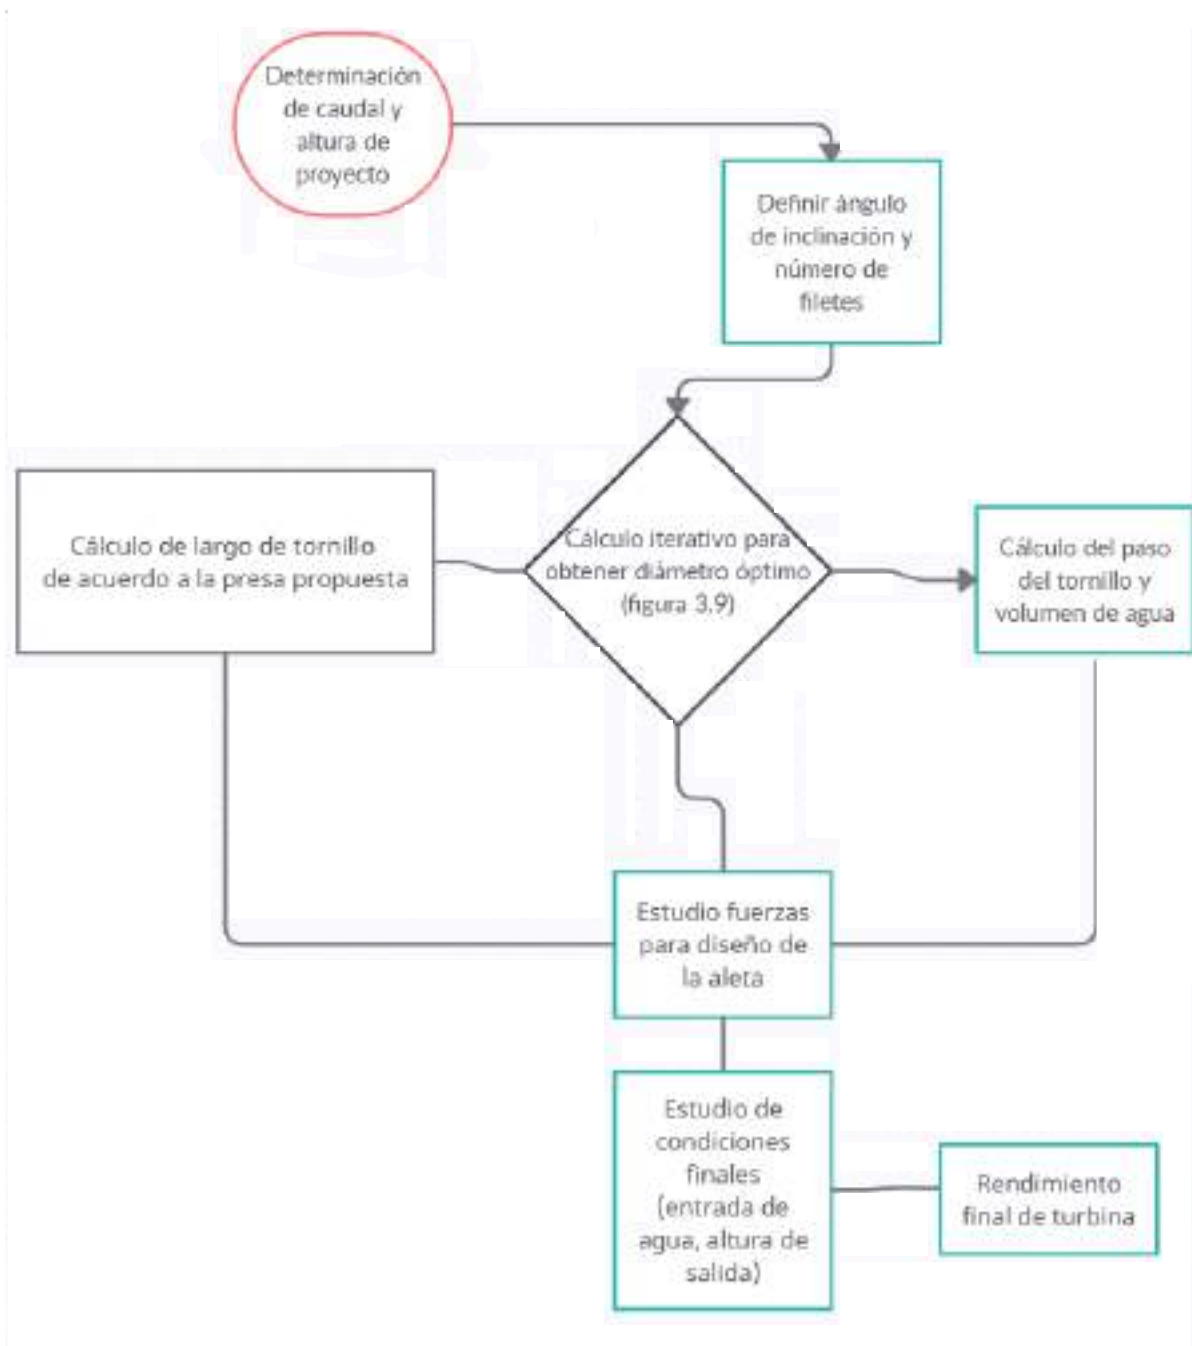 Determinación
de caudal y
altura de
proyecto
Definir ángulo
de inclinación y
número de
filetes
Cálculo de largo de tornillo
de acuerdo a la presa propuesta
Cálculo iterativo para
obtener diámetro óptimo
(figura 3.9)
Cálculo del paso
del tornillo y
volumen de agua
Estudio fuerzas
para diseño de
la aleta
Estudio de
condiciones
finales
(entrada de
agua, altura de
salida)
Rendimiento
final de turbina